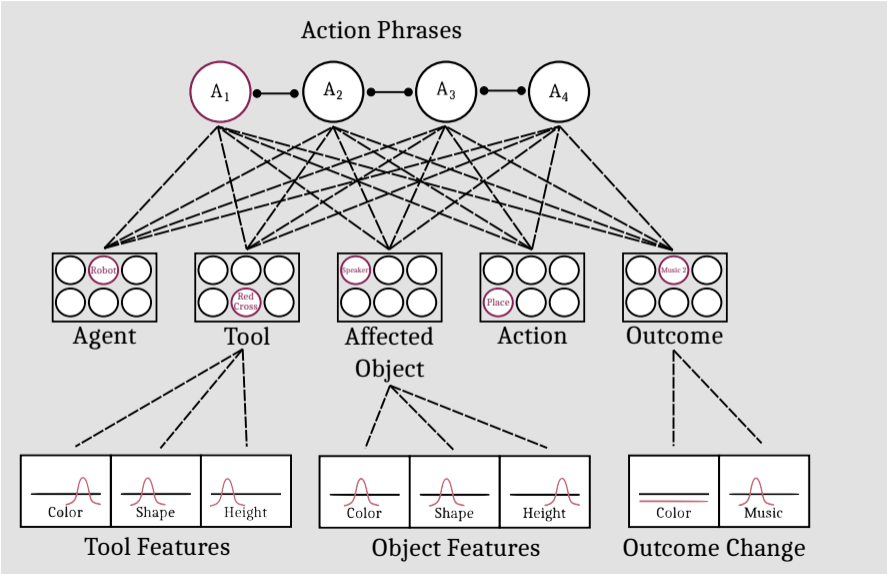 Action Phrases
A1 A2 A3 A4
Robot Speaker Music 2
Red
Cross Place
Agent Tool Affected Action Outcome
Object
Color Shape Height Color Shape Height Color Music
Tool Features Object Features Outcome Change